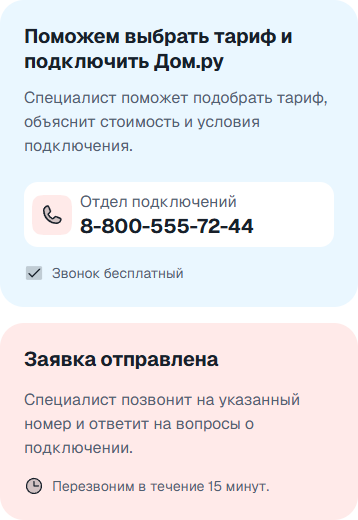 Поможем выбрать тариф и
подключить Дом.ру
Специалист поможет подобрать тариф,
объяснит стоимость и условия
подключения.
Отдел подключений
8-800-555-72-44
Звонок бесплатный
Заявка отправлена
Специалист позвонит на указанный
номер и ответит на вопросы о
подключении.
Перезвоним в течение 15 минут.